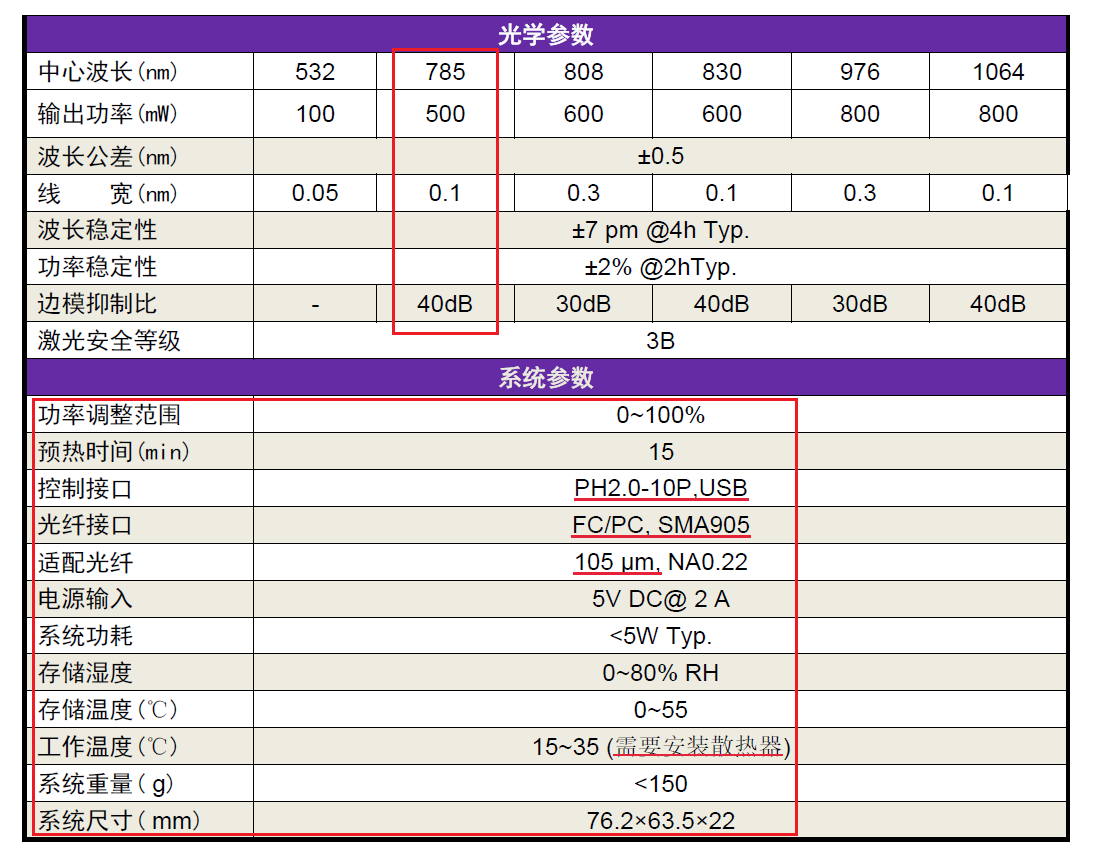 光学参数
中心波长(nm) 532 785 808 830 976 1064
输出功率(mW) 100 500 600 600 800 800
波长公差(nm) ±0.5
线 宽(nm) 0.05 0.1 0.3 0.1 0.3 0.1
波长稳定性 ±7 pm @4h Typ.
功率稳定性 ±2% @2hTyp.
边模抑制比 - 40dB 30dB 40dB 30dB 40dB
激光安全等级 3B
系统参数
功率调整范围 0~100%
预热时间(min) 15
控制接口 PH2.0-10P,USB
光纤接口 FC/PC, SMA905
适配光纤 105 μm, NA0.22
电源输入 5V DC@ 2 A
系统功耗 <5W Typ.
存储湿度 0~80% RH
存储温度(℃) 0~55
工作温度(℃) 15~35 (需要安装散热器)
系统重量( g) <150
系统尺寸( mm) 76.2×63.5×22